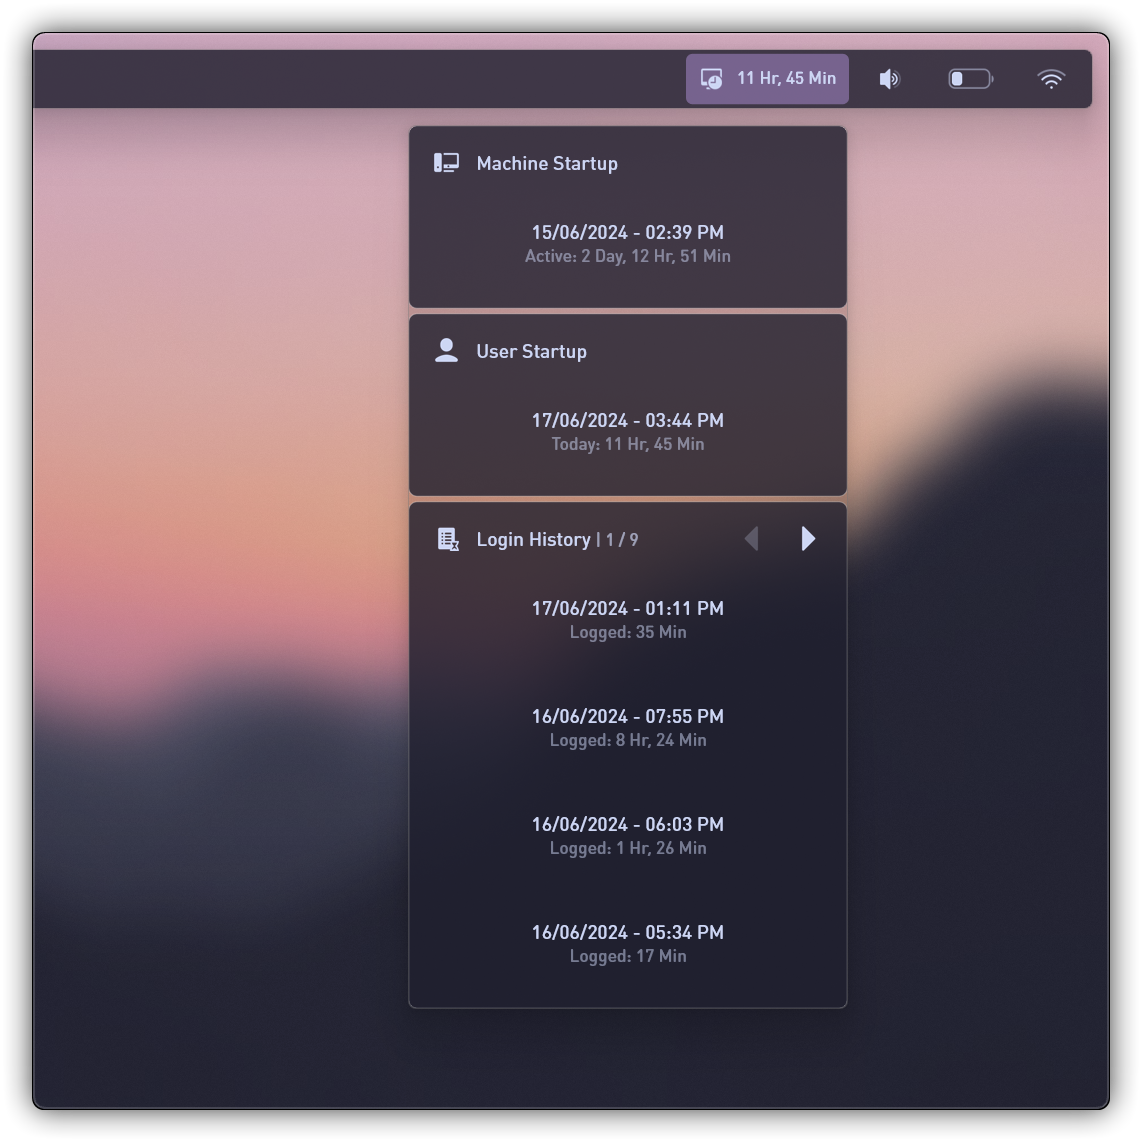 11 Hr, 45 Min
Machine Startup
15/06/2024 - 02:39 PM
Active: 2 Day, 12 Hr, 51 Min
User Startup
17/06/2024 - 03:44 PM
Today: 11 Hr, 45 Min
Login History | 1 / 9
17/06/2024 - 01:11 PM
Logged: 35 Min
16/06/2024 - 07:55 PM
Logged: 8 Hr, 24 Min
16/06/2024 - 06:03 PM
Logged: 1 Hr, 26 Min
16/06/2024 - 05:34 PM
Logged: 17 Min